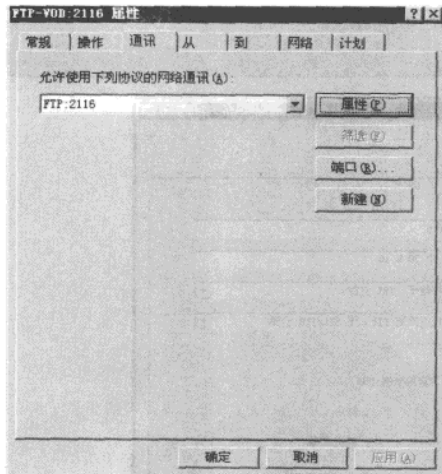 FTP-VOD:2116 属性
常规 操作 通讯 从 到 网络 计划
允许使用下列协议的网络通讯(A):
FTP:2116
属性(P)
筛选(F)
端口(R)...
新建(N)
确定 取消 应用(A)